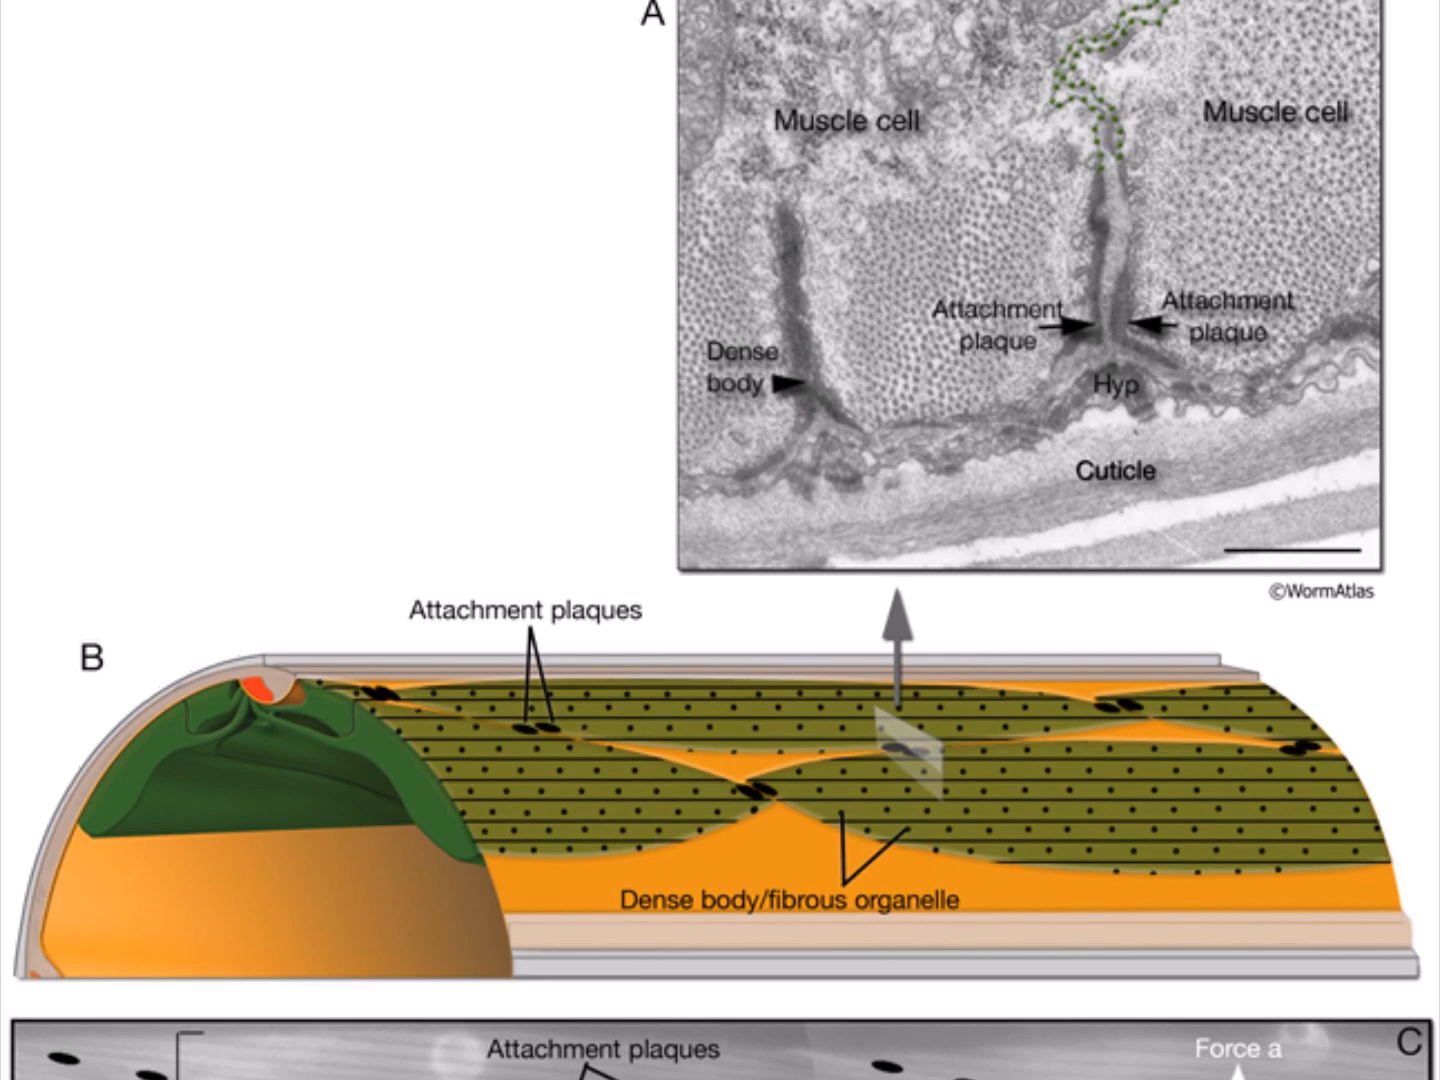 A
Muscle cell
Muscle cell
Attachment
plaque
Attachment
plaque
Dense
body
Hyp
Cuticle
©WormAtlas
B
Attachment plaques
Dense body/fibrous organelle
C
Attachment plaques
Force a